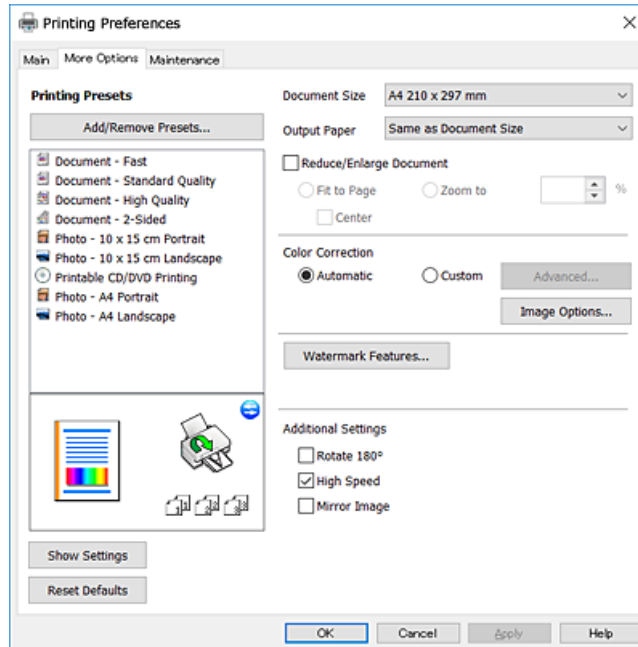 Printing Preferences
Main More Options Maintenance
Printing Presets
Add/Remove Presets...
Document - Fast
Document - Standard Quality
Document - High Quality
Document - 2-Sided
Photo - 10 x 15 cm Portrait
Photo - 10 x 15 cm Landscape
Printable CD/DVD Printing
Photo - A4 Portrait
Photo - A4 Landscape
Show Settings
Reset Defaults
Document Size A4 210 x 297 mm
Output Paper Same as Document Size
Reduce/Enlarge Document
Fit to Page Zoom to %
Center
Color Correction
Automatic Custom Advanced...
Image Options...
Watermark Features...
Additional Settings
Rotate 180°
High Speed
Mirror Image
OK Cancel Apply Help